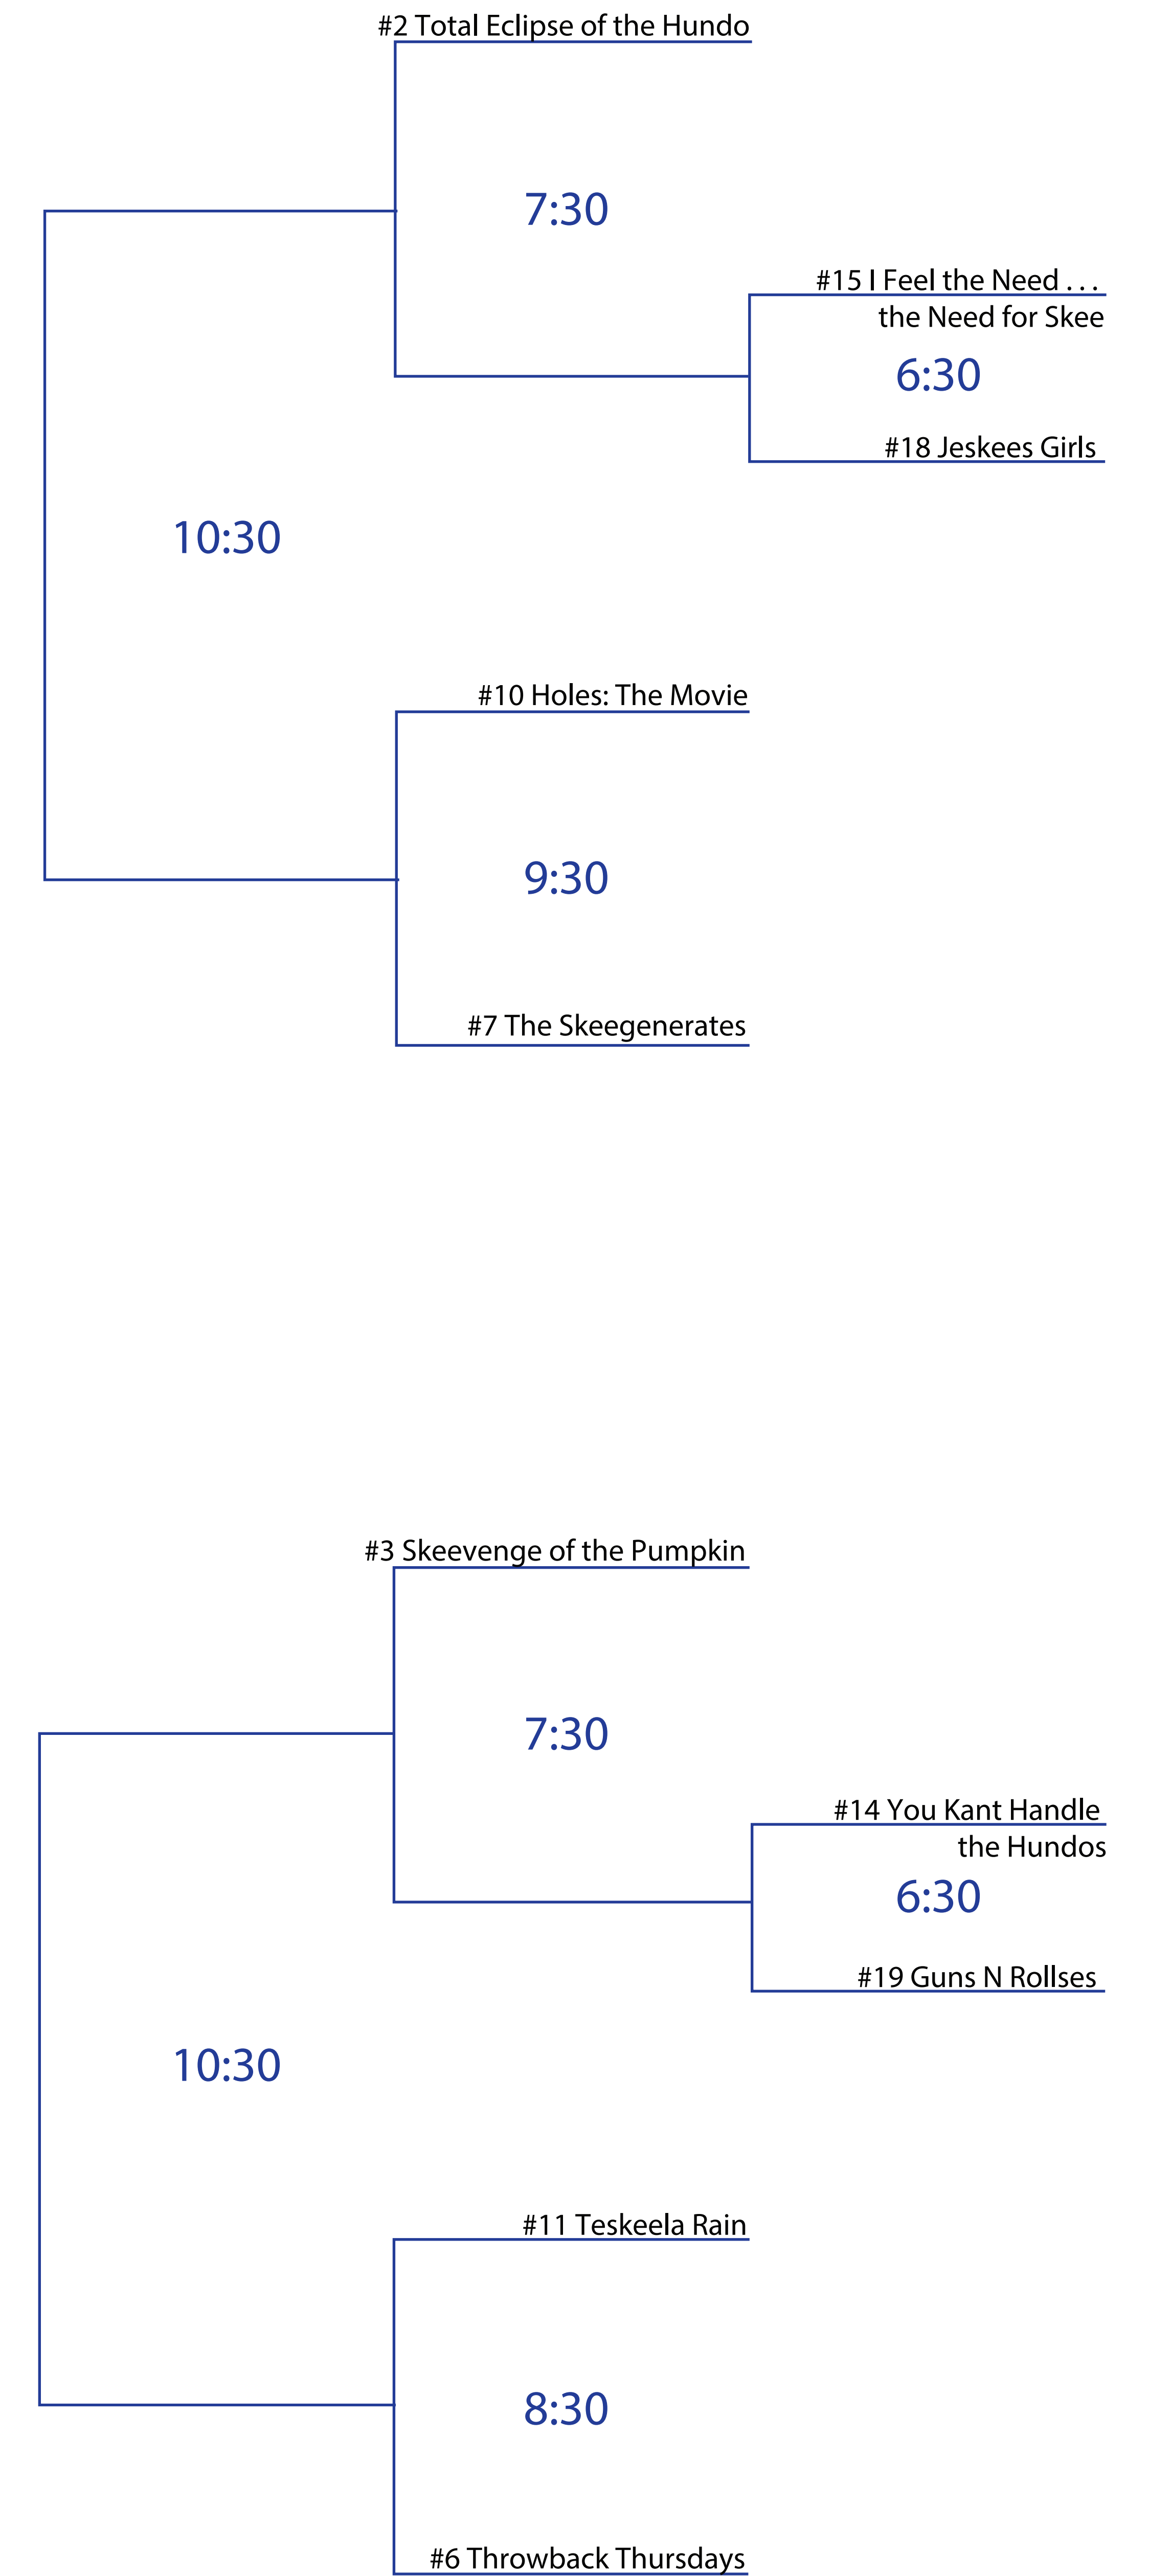 #2 Total Eclipse of the Hundo
7:30
#15 I Feel the Need . . .
the Need for Skee
6:30
#18 Jeskees Girls
10:30
#10 Holes: The Movie
9:30
#7 The Skeegenerates
#3 Skeevenge of the Pumpkin
7:30
#14 You Kant Handle
the Hundos
6:30
#19 Guns N Rollses
10:30
#11 Teskeela Rain
8:30
#6 Throwback Thursdays